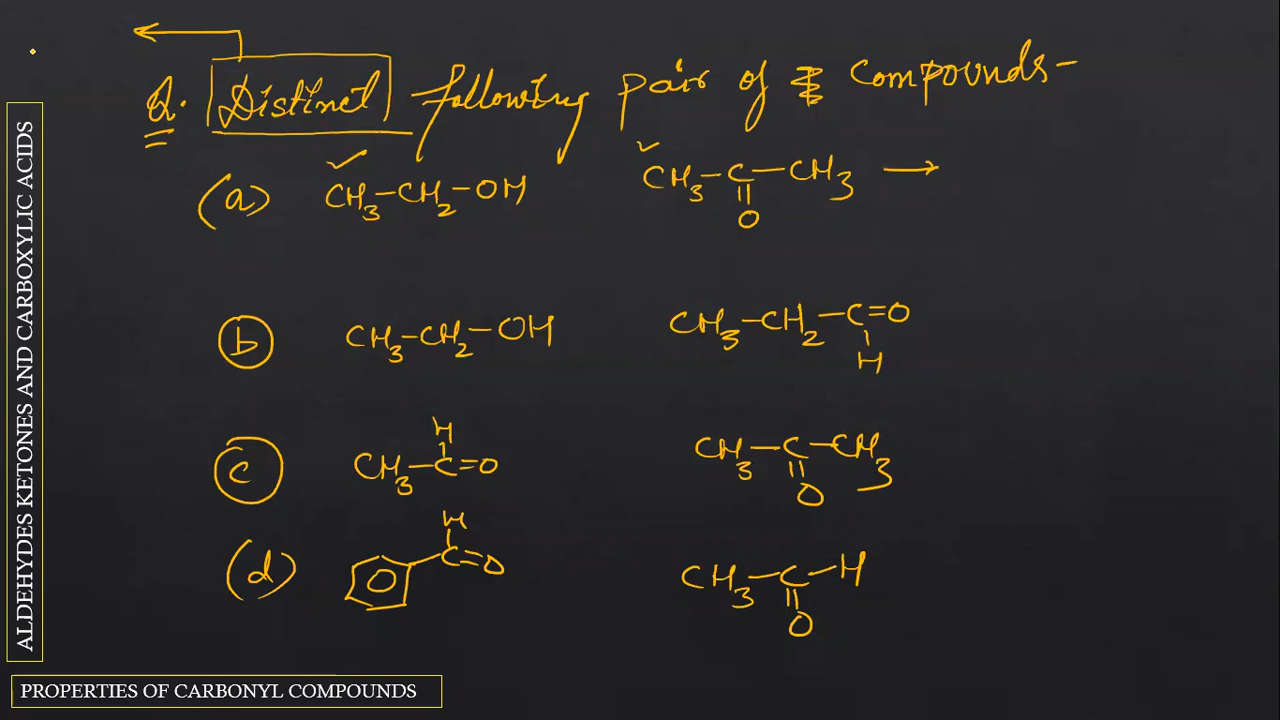 Q. Distinct following pair of compounds-
(a) CH3-CH2-OH CH3-C-CH3 →
O
(b) CH3-CH2-OH CH3-CH2-C=O
H
H
(c) CH3-C=O CH3-C-CH3
O
H
(d) C=O CH3-C-H
O
ALDEHYDES KETONES AND CARBOXYLIC ACIDS
PROPERTIES OF CARBONYL COMPOUNDS